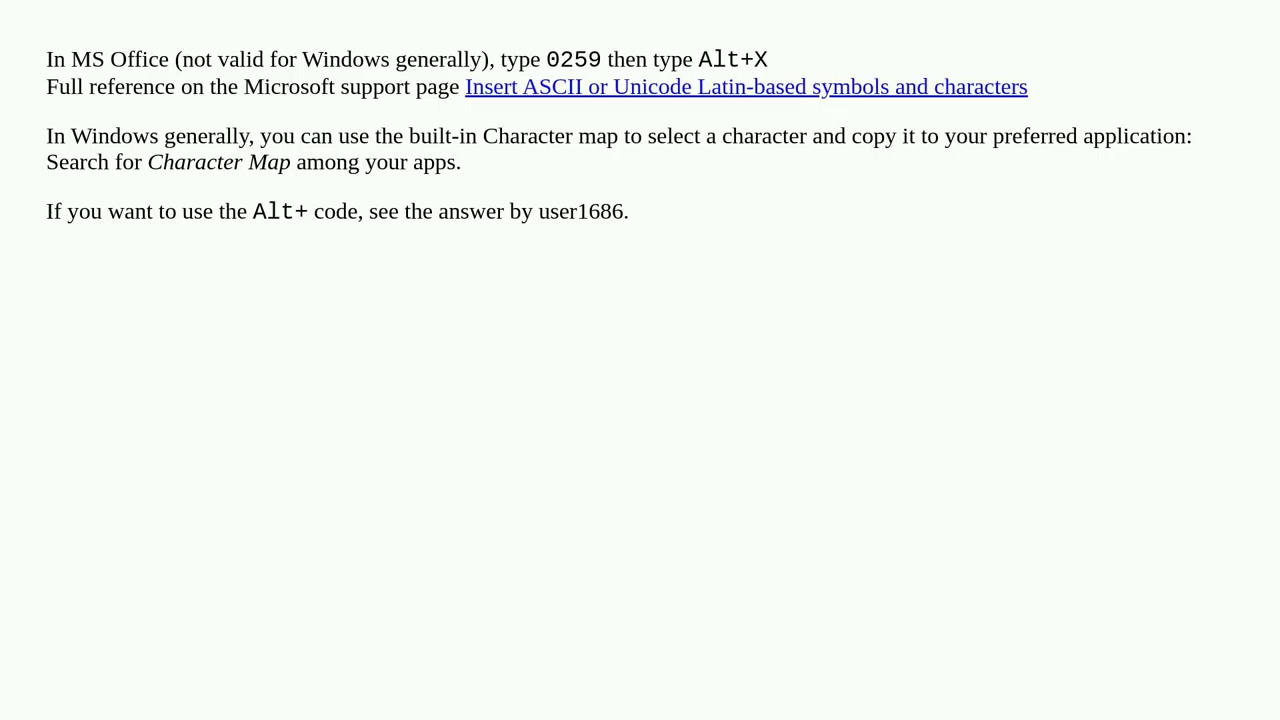 In MS Office (not valid for Windows generally), type 0259 then type Alt+X
Full reference on the Microsoft support page Insert ASCII or Unicode Latin-based symbols and characters
In Windows generally, you can use the built-in Character map to select a character and copy it to your preferred application:
Search for Character Map among your apps.
If you want to use the Alt+ code, see the answer by user1686.